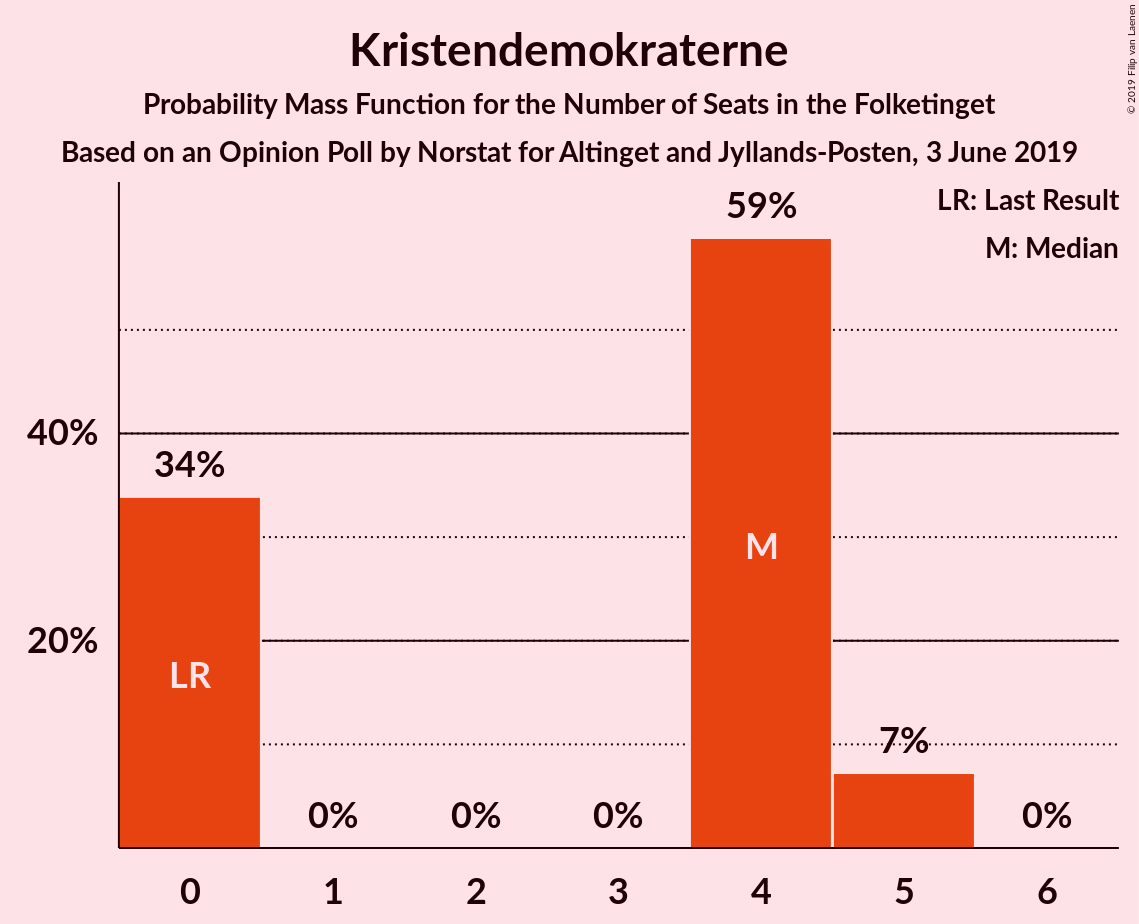 Kristendemokraterne
Probability Mass Function for the Number of Seats in the Folketinget
Based on an Opinion Poll by Norstat for Altinget and Jyllands-Posten, 3 June 2019
© 2019 Filip van Laenen
LR: Last Result
M: Median
59%
40%
34%
M
20%
LR
7%
0%
0%
0%
0%
0
1
2
3
4
5
6